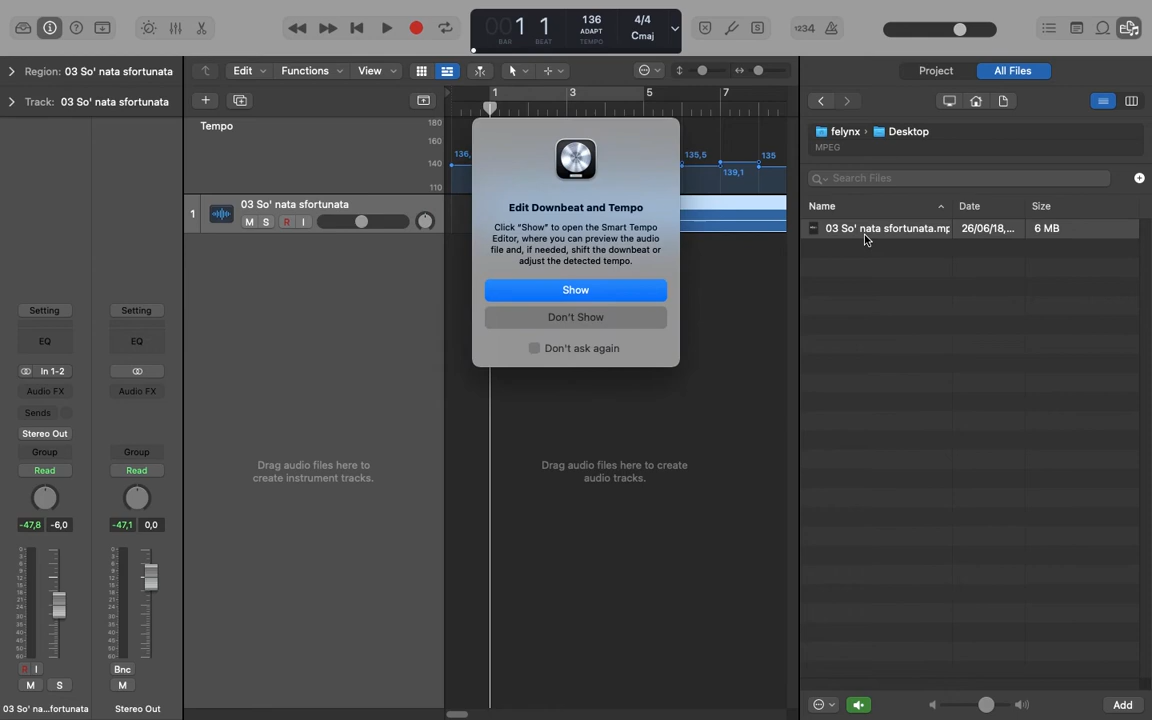 00 1 1
BAR BEAT
136
ADAPT
TEMPO
4/4
Cmaj
1234
Region: 03 So' nata sfortunata
Track: 03 So' nata sfortunata
Edit
Functions
View
1 3 5 7
Tempo
180
160
140
110
136,
135,5
139,1
135
1
03 So' nata sfortunata
M S R I
Edit Downbeat and Tempo
Click "Show" to open the Smart Tempo
Editor, where you can preview the audio
file and, if needed, shift the downbeat or
adjust the detected tempo.
Show
Don't Show
Don't ask again
Drag audio files here to
create instrument tracks.
Drag audio files here to create
audio tracks.
Project
All Files
felynx › Desktop
MPEG
Search Files
Name Date Size
03 So' nata sfortunata.mp 26/06/18,... 6 MB
Add
Setting Setting
EQ EQ
In 1-2
Audio FX Audio FX
Sends
Stereo Out
Group Group
Read Read
-47,8 -6,0 -47,1 0,0
R I Bnc
M S M
03 So' na...fortunata Stereo Out